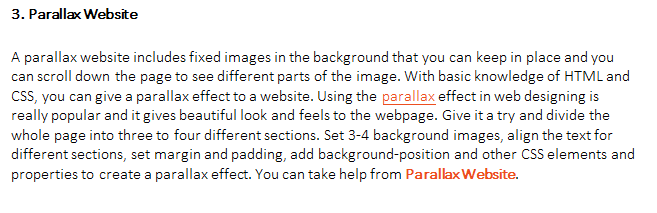 3. Parallax Website
A parallax website includes fixed images in the background that you can keep in place and you
can scroll down the page to see different parts of the image. With basic knowledge of HTML and
CSS, you can give a parallax effect to a website. Using the parallax effect in web designing is
really popular and it gives beautiful look and feels to the webpage. Give it a try and divide the
whole page into three to four different sections. Set 3-4 background images, align the text for
different sections, set margin and padding, add background-position and other CSS elements and
properties to create a parallax effect. You can take help from Parallax Website.